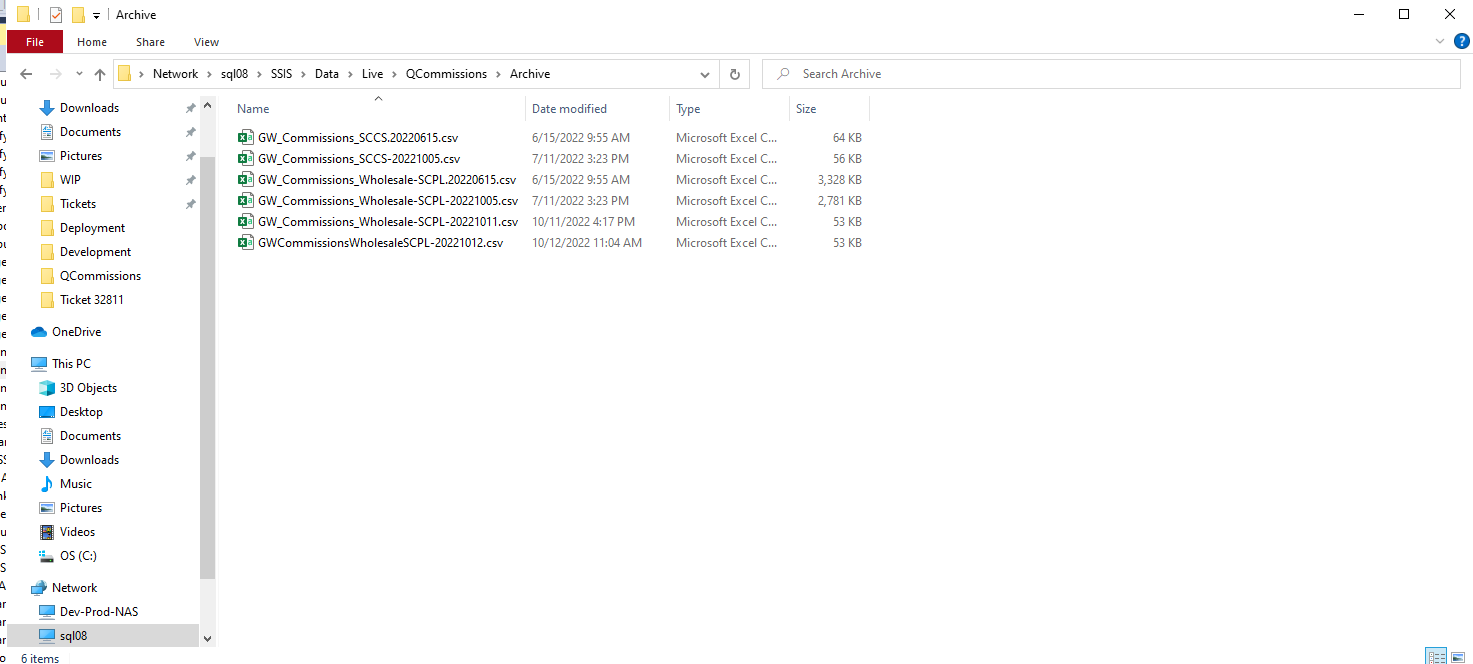 Archive
File Home Share View
Network > sql08 > SSIS > Data > Live > QCommissions > Archive
Search Archive
Downloads
Documents
Pictures
WIP
Tickets
Deployment
Development
QCommissions
Ticket 32811
OneDrive
This PC
3D Objects
Desktop
Documents
Downloads
Music
Pictures
Videos
OS (C:)
Network
Dev-Prod-NAS
sql08
Name Date modified Type Size
GW_Commissions_SCCS.20220615.csv 6/15/2022 9:55 AM Microsoft Excel C... 64 KB
GW_Commissions_SCCS-20221005.csv 7/11/2022 3:23 PM Microsoft Excel C... 56 KB
GW_Commissions_Wholesale-SCPL.20220615.csv 6/15/2022 9:55 AM Microsoft Excel C... 3,328 KB
GW_Commissions_Wholesale-SCPL-20221005.csv 7/11/2022 3:23 PM Microsoft Excel C... 2,781 KB
GW_Commissions_Wholesale-SCPL-20221011.csv 10/11/2022 4:17 PM Microsoft Excel C... 53 KB
GWCommissionsWholesaleSCPL-20221012.csv 10/12/2022 11:04 AM Microsoft Excel C... 53 KB
6 items